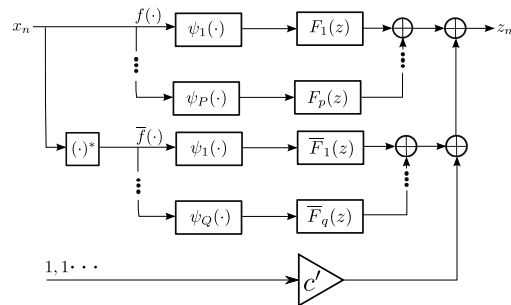 x_n f(·) ψ_1(·) F_1(z) z_n
ψ_P(·) F_p(z)
(·)* f̅(·) ψ_1(·) F̅_1(z)
ψ_Q(·) F̅_q(z)
1, 1 · · · c′